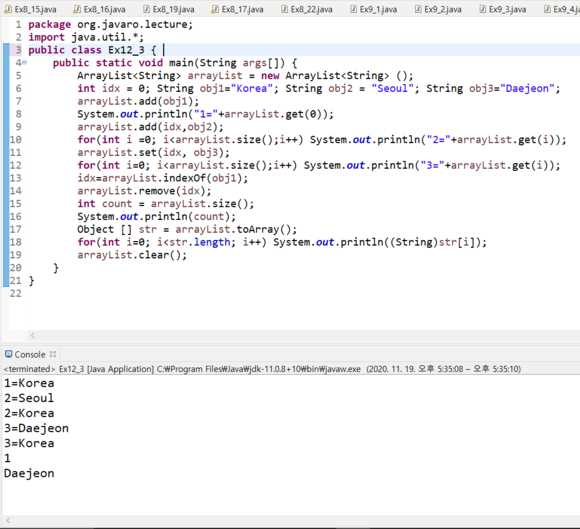 Ex8_15.java Ex8_16.java Ex8_19.java Ex8_17.java Ex8_22.java Ex9_1.java Ex9_2.java Ex9_3.java Ex9_4.j
1 package org.javaro.lecture;
2 import java.util.*;
3 public class Ex12_3 {
4 public static void main(String args[]) {
5 ArrayList<String> arrayList = new ArrayList<String> ();
6 int idx = 0; String obj1="Korea"; String obj2 = "Seoul"; String obj3="Daejeon";
7 arrayList.add(obj1);
8 System.out.println("1="+arrayList.get(0));
9 arrayList.add(idx,obj2);
10 for(int i =0; i<arrayList.size();i++) System.out.println("2="+arrayList.get(i));
11 arrayList.set(idx, obj3);
12 for(int i=0; i<arrayList.size();i++) System.out.println("3="+arrayList.get(i));
13 idx=arrayList.indexOf(obj1);
14 arrayList.remove(idx);
15 int count = arrayList.size();
16 System.out.println(count);
17 Object [] str = arrayList.toArray();
18 for(int i=0; i<str.length; i++) System.out.println((String)str[i]);
19 arrayList.clear();
20 }
21 }
22
Console
<terminated> Ex12_3 [Java Application] C:₩Program Files₩Java₩jdk-11.0.8+10₩bin₩javaw.exe (2020. 11. 19. 오후 5:35:08 – 오후 5:35:10)
1=Korea
2=Seoul
2=Korea
3=Daejeon
3=Korea
1
Daejeon